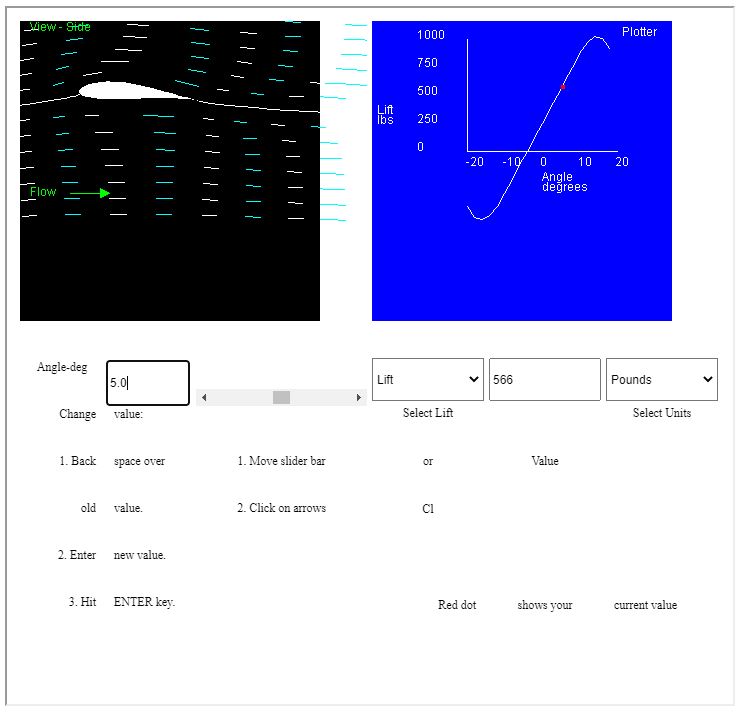 View - Side
Flow
Plotter
1000
750
500
250
0
Lift
lbs
-20 -10 0 10 20
Angle
degrees
Angle-deg 5.0 Lift 566 Pounds
Change value: Select Lift Select Units
1. Back space over 1. Move slider bar or Value
old value. 2. Click on arrows Cl
2. Enter new value.
3. Hit ENTER key. Red dot shows your current value